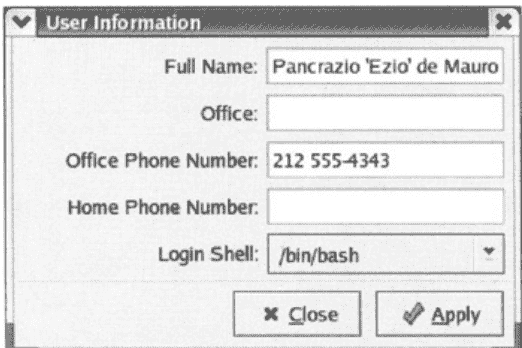 User Information
Full Name: Pancrazio 'Ezio' de Mauro
Office:
Office Phone Number: 212 555-4343
Home Phone Number:
Login Shell: /bin/bash
Close Apply